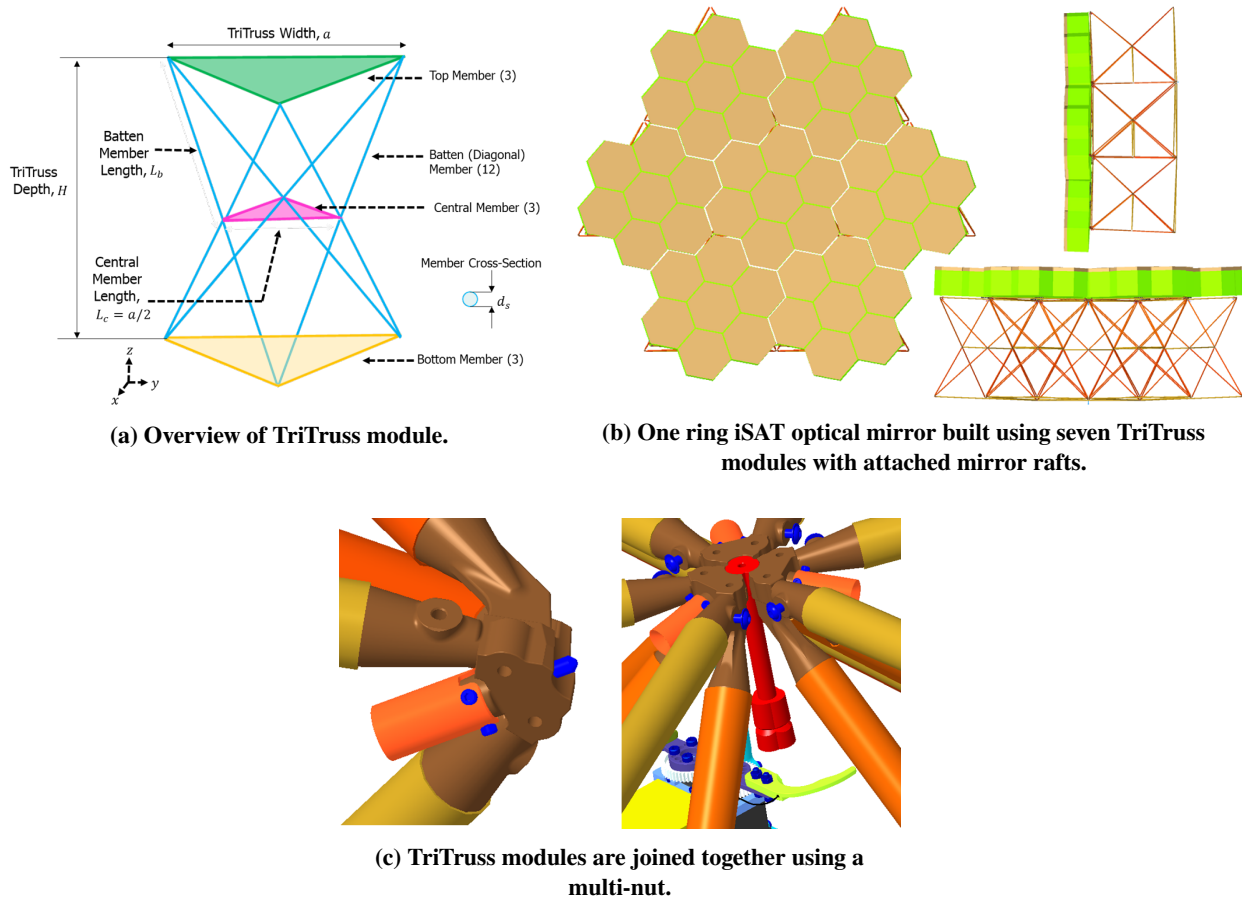 TriTruss Width, a
Top Member (3)
Batten
Member
Length, L_b
TriTruss
Depth, H
Batten (Diagonal)
Member (12)
Central Member (3)
Central
Member
Length,
L_c = a/2
Member Cross-Section
d_s
Bottom Member (3)
z
y
x
(a) Overview of TriTruss module.
(b) One ring iSAT optical mirror built using seven TriTruss
modules with attached mirror rafts.
(c) TriTruss modules are joined together using a
multi-nut.